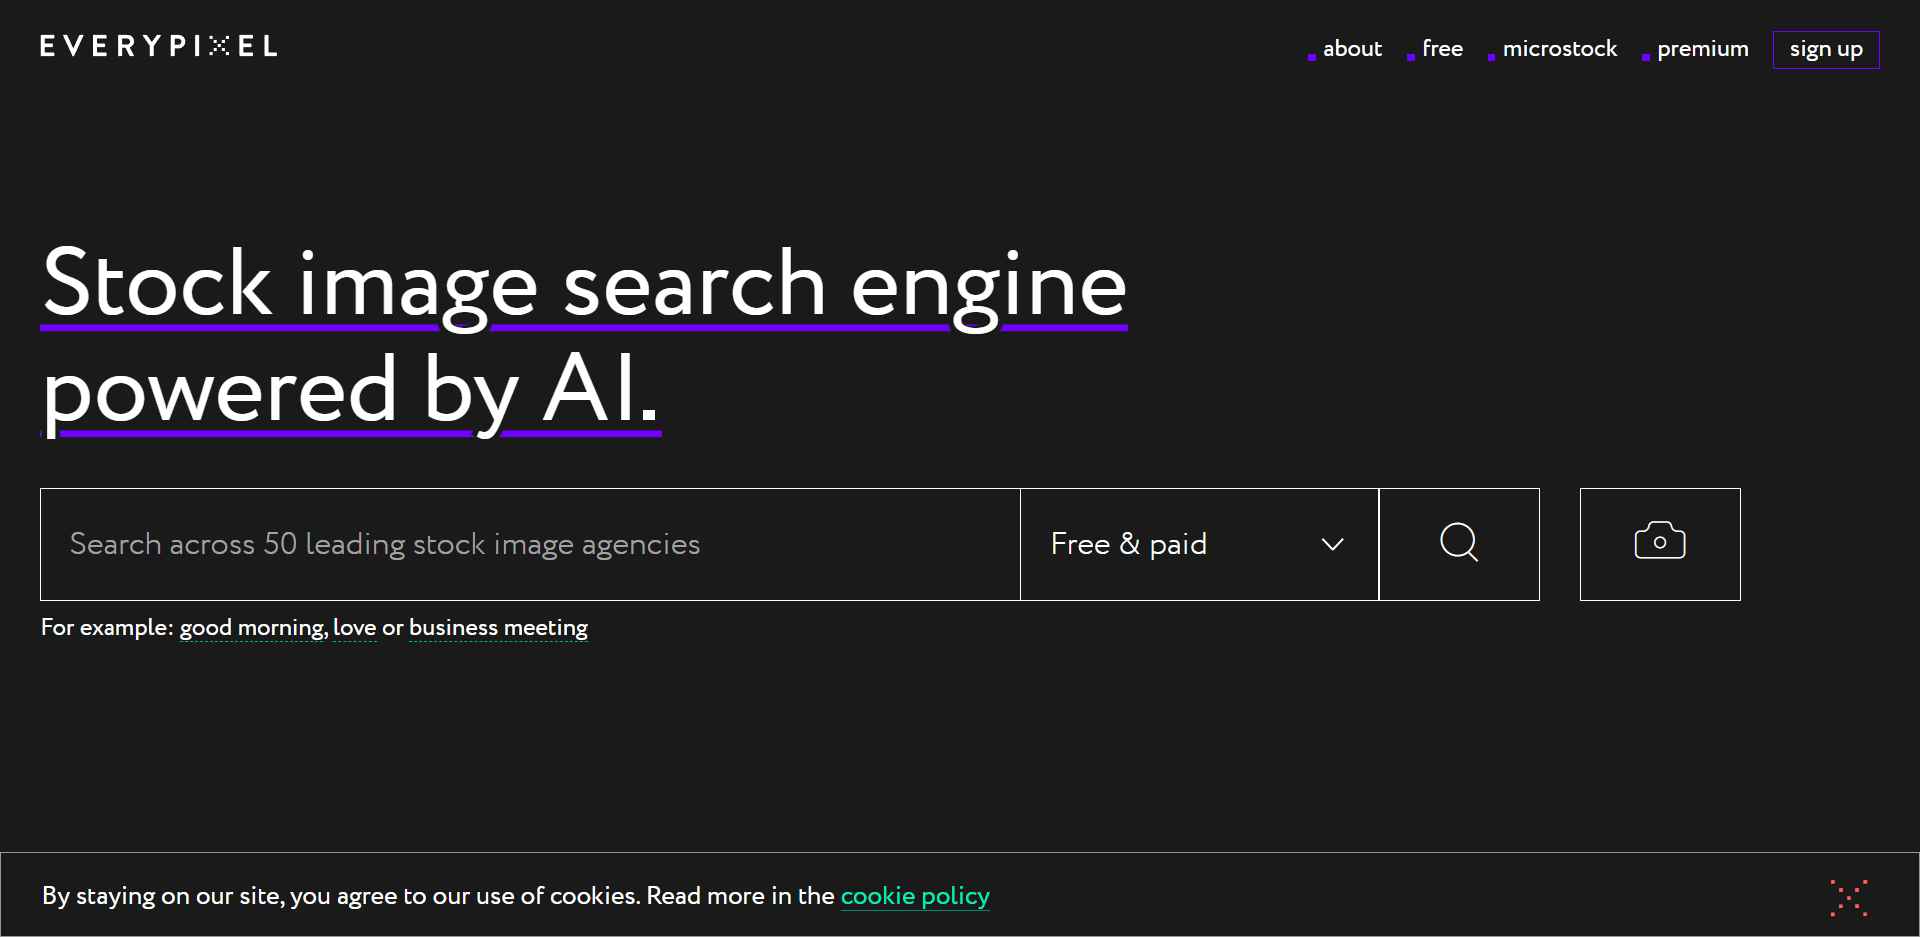 EVERYPIXEL
about free microstock premium sign up
Stock image search engine
powered by AI.
Search across 50 leading stock image agencies
Free & paid
For example: good morning, love or business meeting
By staying on our site, you agree to our use of cookies. Read more in the cookie policy